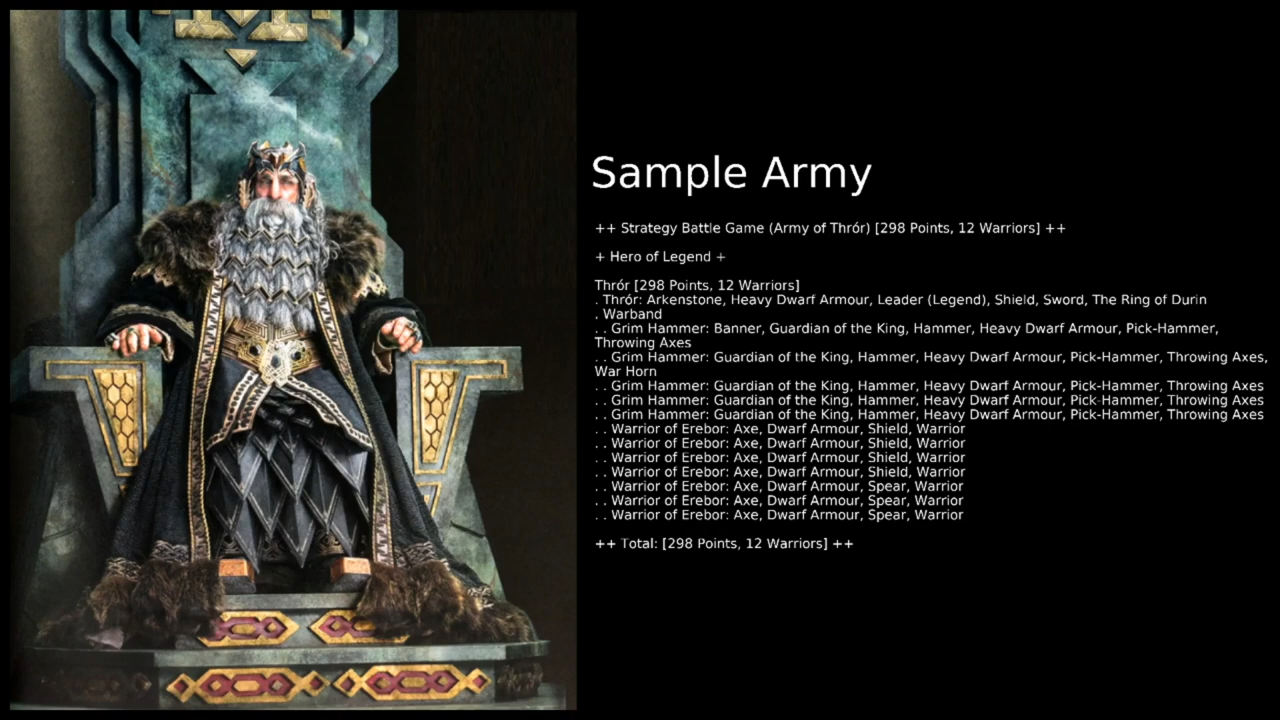 Sample Army
++ Strategy Battle Game (Army of Thrór) [298 Points, 12 Warriors] ++
+ Hero of Legend +
Thrór [298 Points, 12 Warriors]
. Thrór: Arkenstone, Heavy Dwarf Armour, Leader (Legend), Shield, Sword, The Ring of Durin
. Warband
. . Grim Hammer: Banner, Guardian of the King, Hammer, Heavy Dwarf Armour, Pick-Hammer,
Throwing Axes
. . Grim Hammer: Guardian of the King, Hammer, Heavy Dwarf Armour, Pick-Hammer, Throwing Axes,
War Horn
. . Grim Hammer: Guardian of the King, Hammer, Heavy Dwarf Armour, Pick-Hammer, Throwing Axes
. . Grim Hammer: Guardian of the King, Hammer, Heavy Dwarf Armour, Pick-Hammer, Throwing Axes
. . Grim Hammer: Guardian of the King, Hammer, Heavy Dwarf Armour, Pick-Hammer, Throwing Axes
. . Warrior of Erebor: Axe, Dwarf Armour, Shield, Warrior
. . Warrior of Erebor: Axe, Dwarf Armour, Shield, Warrior
. . Warrior of Erebor: Axe, Dwarf Armour, Shield, Warrior
. . Warrior of Erebor: Axe, Dwarf Armour, Shield, Warrior
. . Warrior of Erebor: Axe, Dwarf Armour, Spear, Warrior
. . Warrior of Erebor: Axe, Dwarf Armour, Spear, Warrior
. . Warrior of Erebor: Axe, Dwarf Armour, Spear, Warrior
++ Total: [298 Points, 12 Warriors] ++